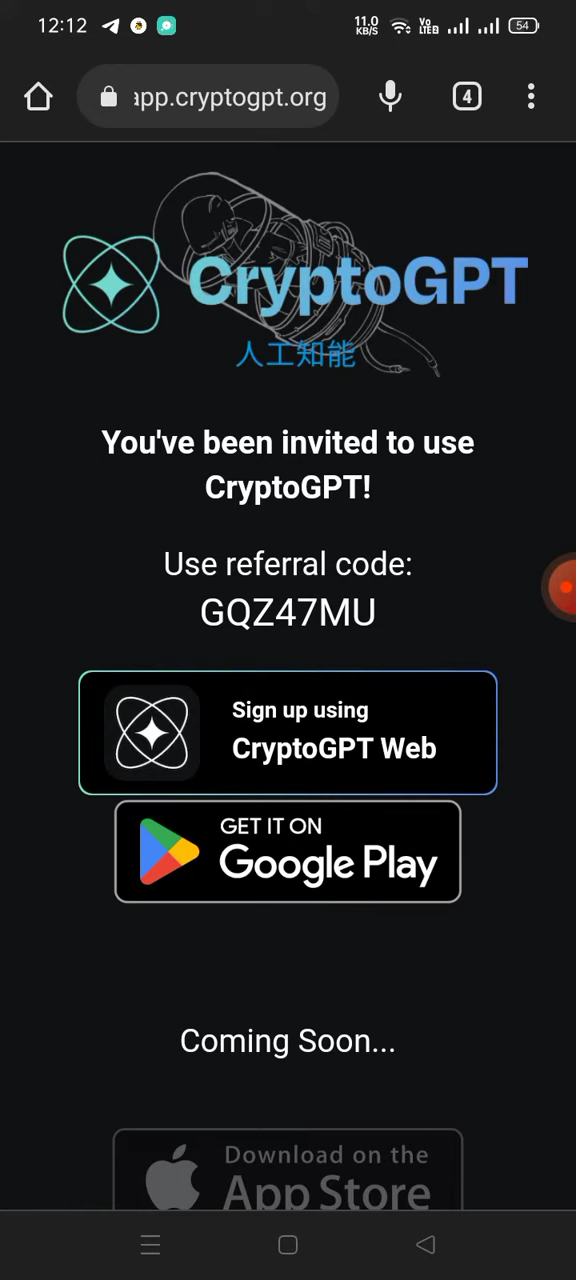 12:12
11.0 KB/S
Vo LTE2
54
app.cryptogpt.org
4
CryptoGPT
人工知能
You've been invited to use
CryptoGPT!
Use referral code:
GQZ47MU
Sign up using
CryptoGPT Web
GET IT ON
Google Play
Coming Soon...
Download on the
App Store